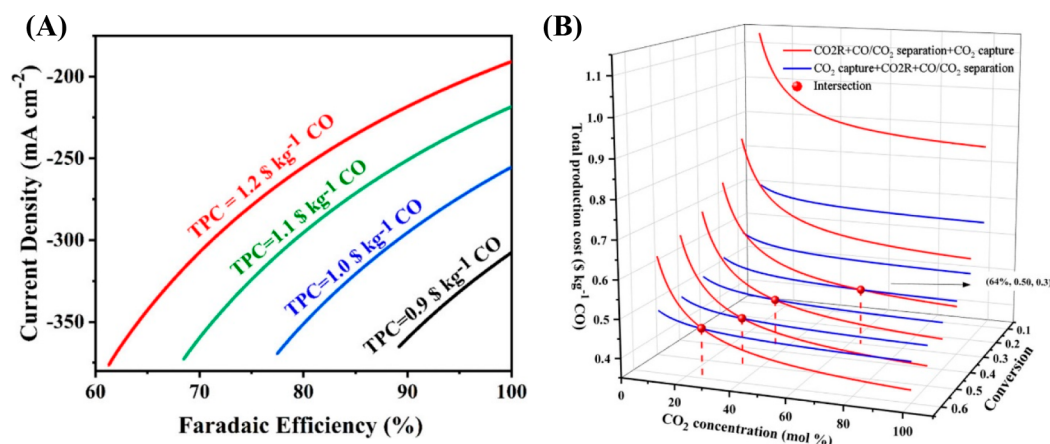 (A)
Current Density (mA cm⁻²)
-200
-250
-300
-350
TPC = 1.2 $ kg⁻¹ CO
TPC=1.1 $ kg⁻¹ CO
TPC=1.0 $ kg⁻¹ CO
TPC=0.9 $ kg⁻¹ CO
60 70 80 90 100
Faradaic Efficiency (%)
(B)
CO2R+CO/CO₂ separation+CO₂ capture
CO₂ capture+CO2R+CO/CO₂ separation
Intersection
Total production cost ($ kg⁻¹ CO)
1.1
1.0
0.9
0.8
0.7
0.6
0.5
0.4
(64%, 0.50, 0.3)
0 20 40 60 80 100
CO₂ concentration (mol %)
0.1
0.2
0.3
0.4
0.5
0.6
Conversion